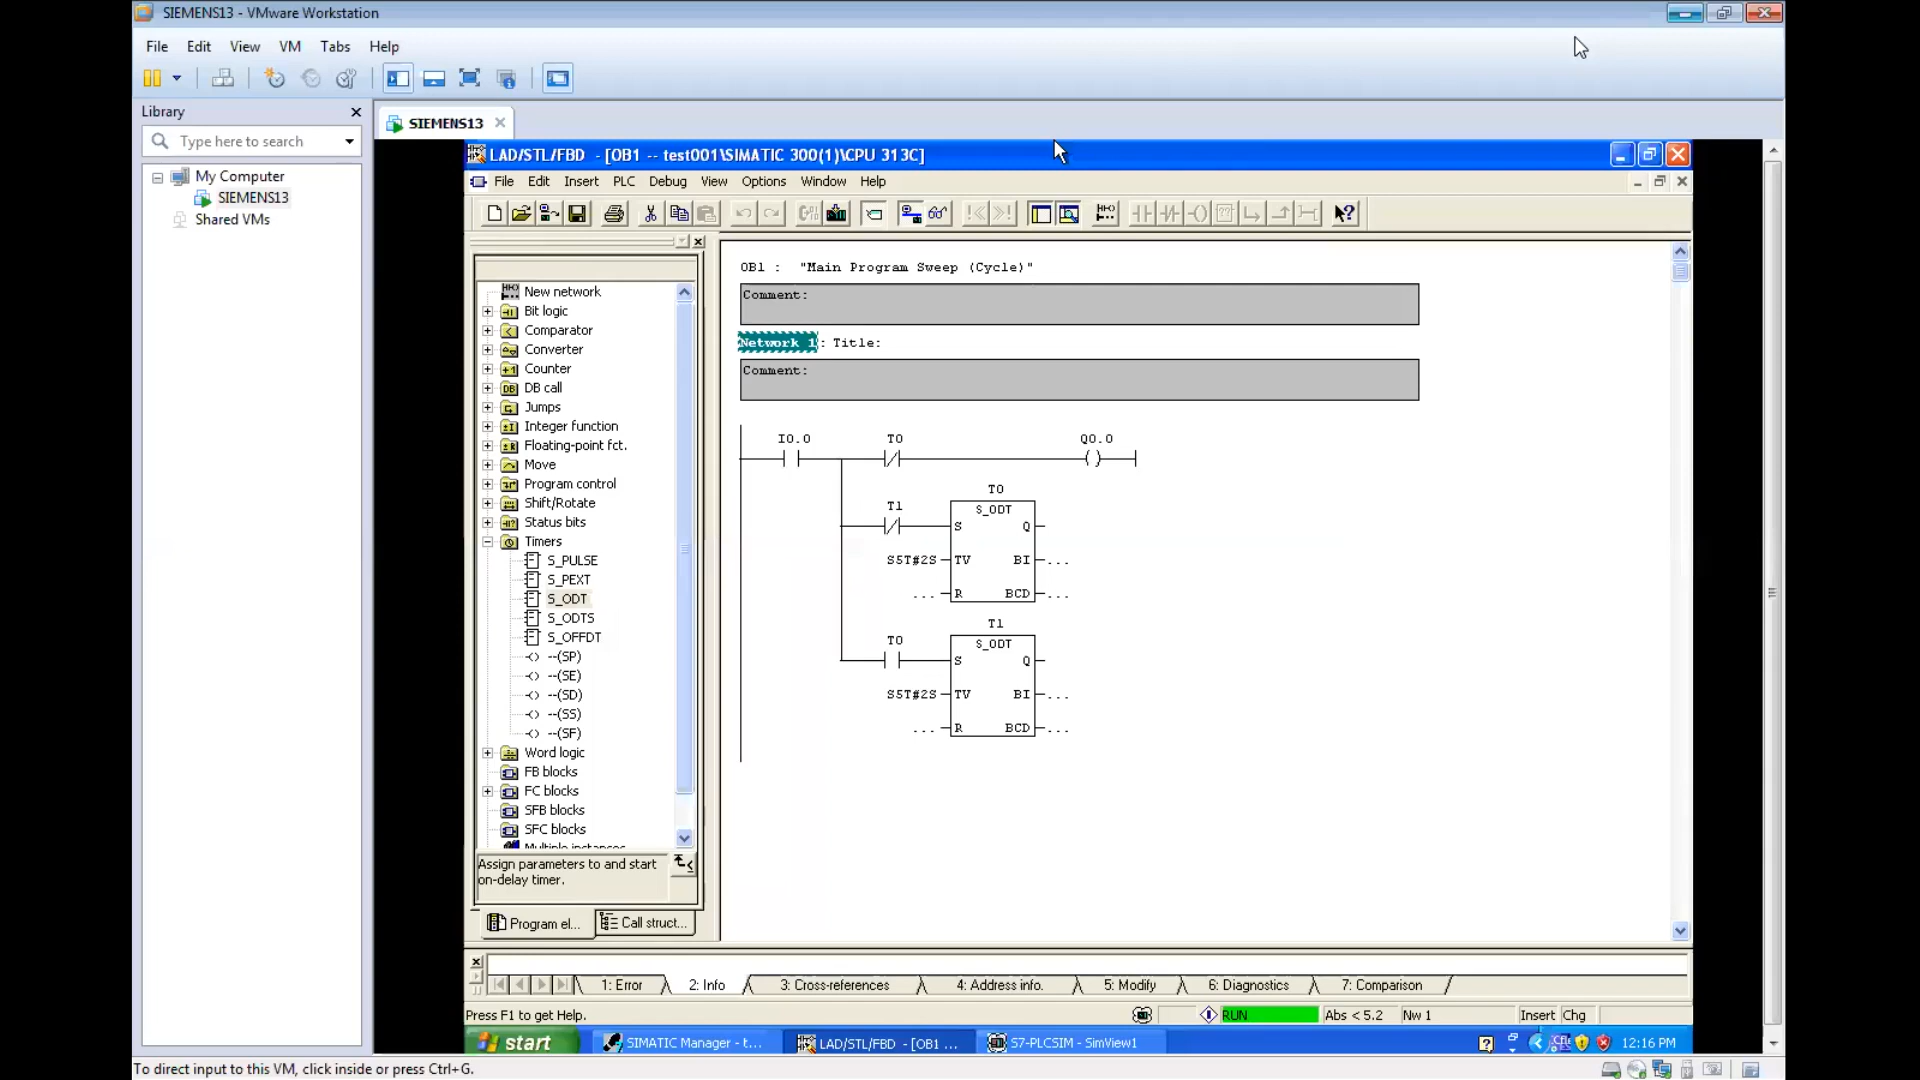 SIEMENS13 - VMware Workstation
File Edit View VM Tabs Help
Library
Type here to search
My Computer
SIEMENS13
Shared VMs
SIEMENS13
LAD/STL/FBD - [OB1 -- test001\SIMATIC 300(1)\CPU 313C]
File Edit Insert PLC Debug View Options Window Help
New network
Bit logic
Comparator
Converter
Counter
DB call
Jumps
Integer function
Floating-point fct.
Move
Program control
Shift/Rotate
Status bits
Timers
S_PULSE
S_PEXT
S_ODT
S_ODTS
S_OFFDT
--(SP)
--(SE)
--(SD)
--(SS)
--(SF)
Word logic
FB blocks
FC blocks
SFB blocks
SFC blocks
Multiple instances
Assign parameters to and start
on-delay timer.
Program el...
Call struct...
OB1 : "Main Program Sweep (Cycle)"
Comment:
Network 1: Title:
Comment:
I0.0 T0 Q0.0
T0
T1 S_ODT
S Q
S5T#2S TV BI ...
... R BCD ...
T1
T0 S_ODT
S Q
S5T#2S TV BI ...
... R BCD ...
1: Error 2: Info 3: Cross-references 4: Address info. 5: Modify 6: Diagnostics 7: Comparison
Press F1 to get Help. RUN Abs < 5.2 Nw 1 Insert Chg
start SIMATIC Manager - t... LAD/STL/FBD - [OB1 ... S7-PLCSIM - SimView1 12:16 PM
To direct input to this VM, click inside or press Ctrl+G.